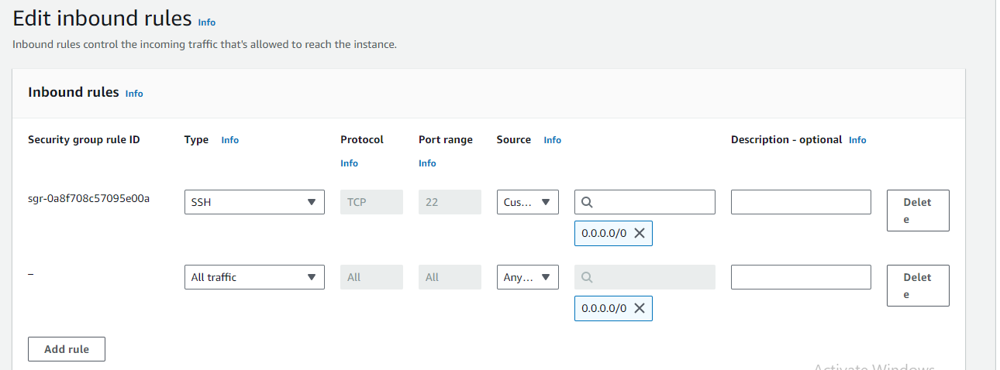 Edit inbound rules Info
Inbound rules control the incoming traffic that's allowed to reach the instance.
Inbound rules Info
Security group rule ID
Type Info
Protocol
Info
Port range
Info
Source Info
Description - optional Info
sgr-0a8f708c57095e00a
SSH
TCP
22
Cus...
0.0.0.0/0
Delet
e
–
All traffic
All
All
Any...
0.0.0.0/0
Delet
e
Add rule
Activate Windows